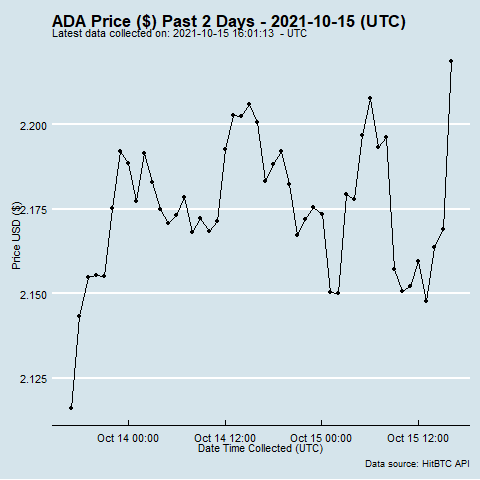 ADA Price ($) Past 2 Days - 2021-10-15 (UTC)
Latest data collected on: 2021-10-15 16:01:13  - UTC
Price USD ($)
2.200
2.175
2.150
2.125
Oct 14 00:00
Oct 14 12:00
Oct 15 00:00
Oct 15 12:00
Date Time Collected (UTC)
Data source: HitBTC API